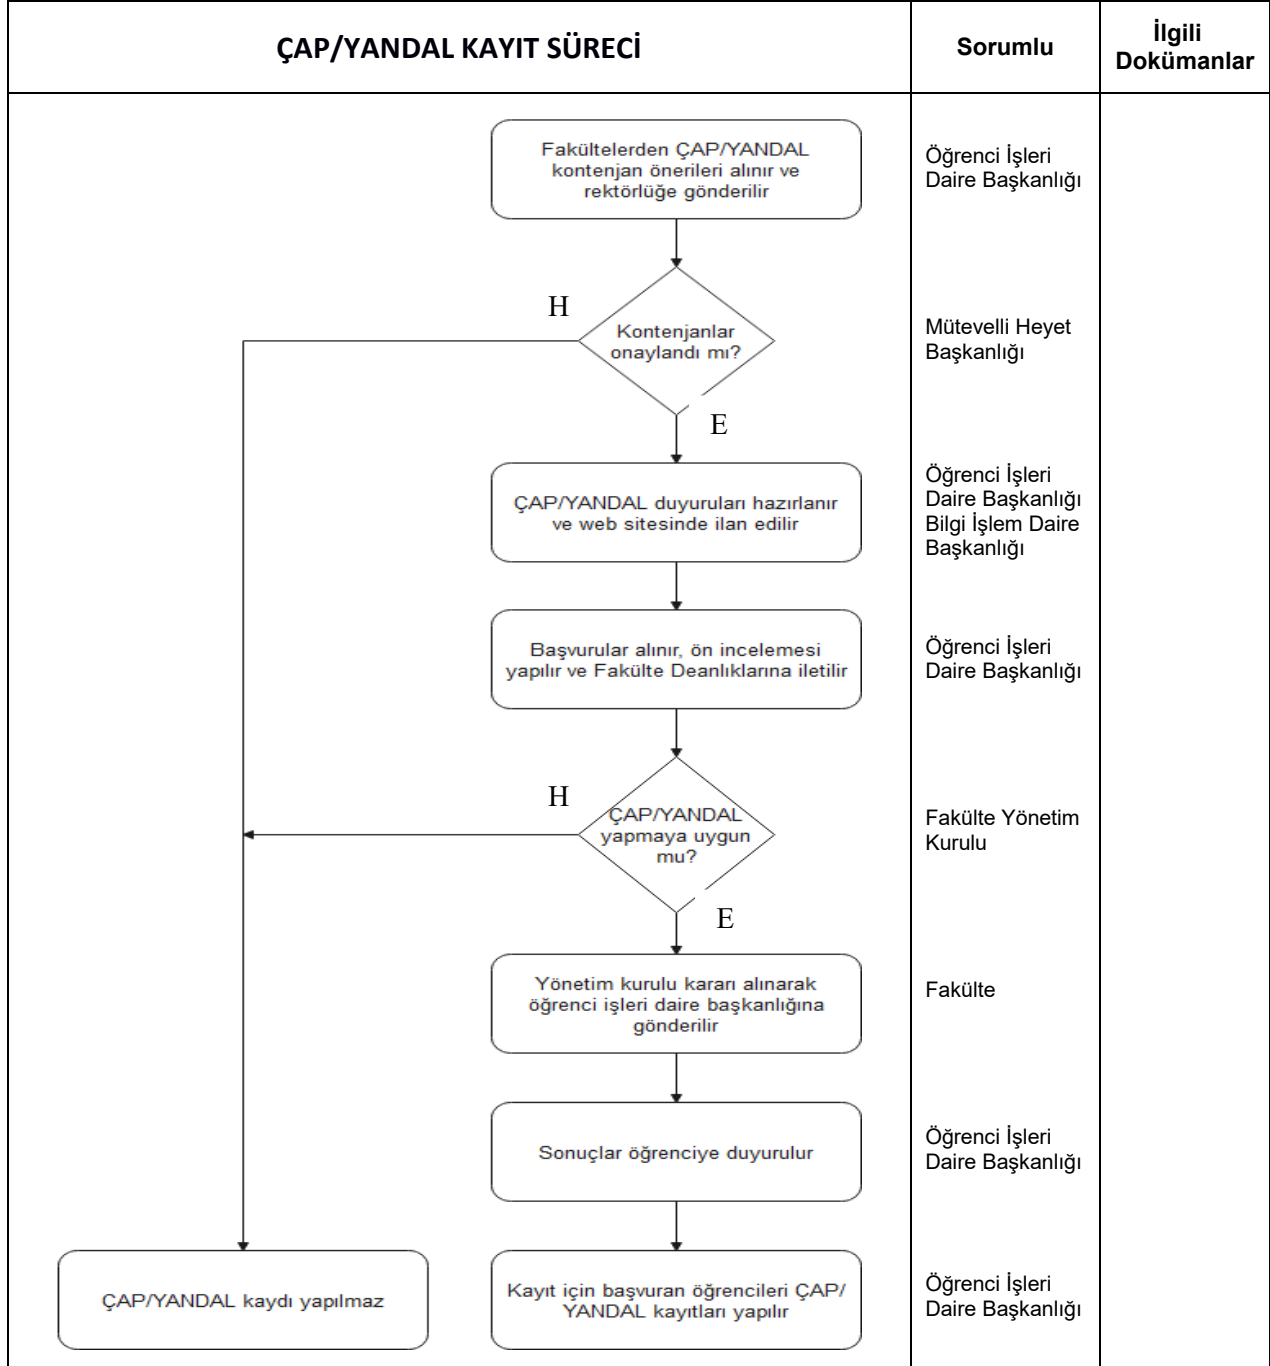 ÇAP/YANDAL KAYIT SÜRECİ
Sorumlu
İlgili
Dokümanlar
Fakültelerden ÇAP/YANDAL
kontenjan önerileri alınır ve
rektörlüğe gönderilir
Öğrenci İşleri
Daire Başkanlığı
H
Kontenjanlar
onaylandı mı?
Mütevelli Heyet
Başkanlığı
E
ÇAP/YANDAL duyuruları hazırlanır
ve web sitesinde ilan edilir
Öğrenci İşleri
Daire Başkanlığı
Bilgi İşlem Daire
Başkanlığı
Başvurular alınır, ön incelemesi
yapılır ve Fakülte Deanlıklarına iletilir
Öğrenci İşleri
Daire Başkanlığı
H
ÇAP/YANDAL
yapmaya uygun
mu?
Fakülte Yönetim
Kurulu
E
Yönetim kurulu kararı alınarak
öğrenci işleri daire başkanlığına
gönderilir
Fakülte
Sonuçlar öğrenciye duyurulur
Öğrenci İşleri
Daire Başkanlığı
ÇAP/YANDAL kaydı yapılmaz
Kayıt için başvuran öğrencileri ÇAP/
YANDAL kayıtları yapılır
Öğrenci İşleri
Daire Başkanlığı